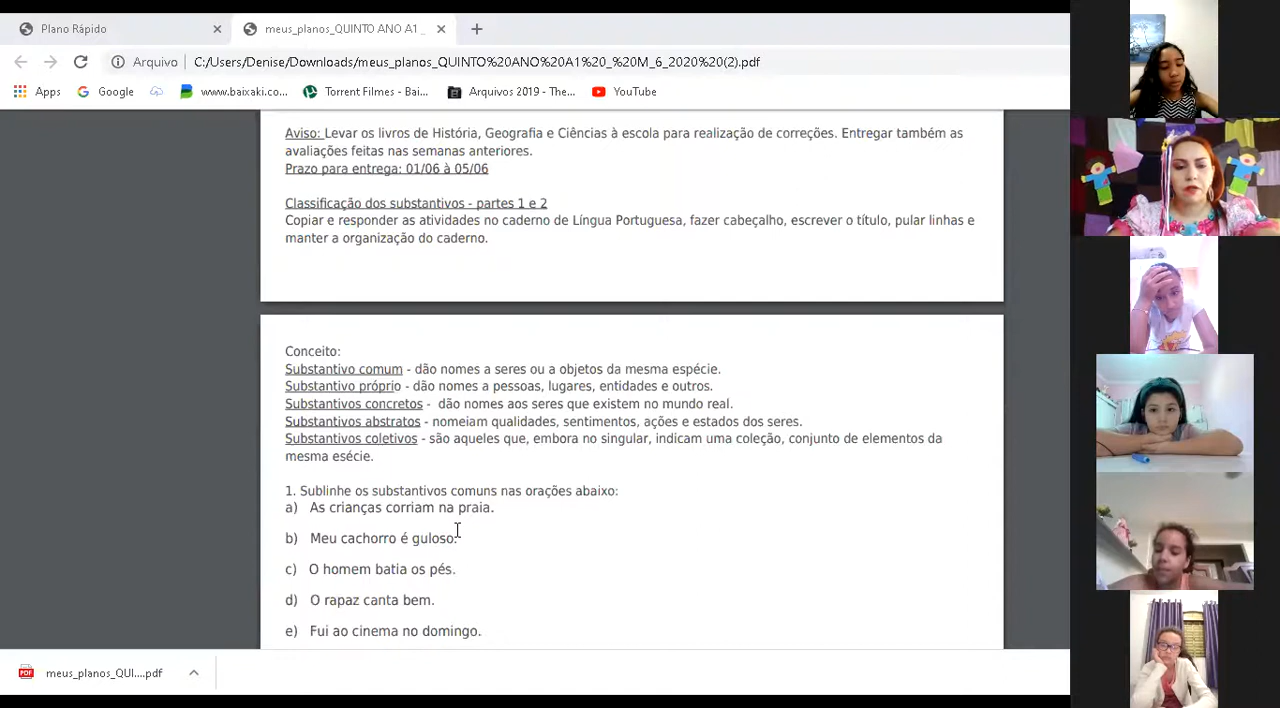 Plano Rápido
meus_planos_QUINTO ANO A1 _
Arquivo C:/Users/Denise/Downloads/meus_planos_QUINTO%20ANO%20A1%20_%20M_6_2020%20(2).pdf
Apps Google www.baixaki.co... Torrent Filmes - Bai... Arquivos 2019 - The... YouTube
Aviso: Levar os livros de História, Geografia e Ciências à escola para realização de correções. Entregar também as
avaliações feitas nas semanas anteriores.
Prazo para entrega: 01/06 à 05/06
Classificação dos substantivos - partes 1 e 2
Copiar e responder as atividades no caderno de Língua Portuguesa, fazer cabeçalho, escrever o título, pular linhas e
manter a organização do caderno.
Conceito:
Substantivo comum - dão nomes a seres ou a objetos da mesma espécie.
Substantivo próprio - dão nomes a pessoas, lugares, entidades e outros.
Substantivos concretos - dão nomes aos seres que existem no mundo real.
Substantivos abstratos - nomeiam qualidades, sentimentos, ações e estados dos seres.
Substantivos coletivos - são aqueles que, embora no singular, indicam uma coleção, conjunto de elementos da
mesma esécie.
1. Sublinhe os substantivos comuns nas orações abaixo:
a) As crianças corriam na praia.
b) Meu cachorro é guloso.
c) O homem batia os pés.
d) O rapaz canta bem.
e) Fui ao cinema no domingo.
PDF
meus_planos_QUI....pdf